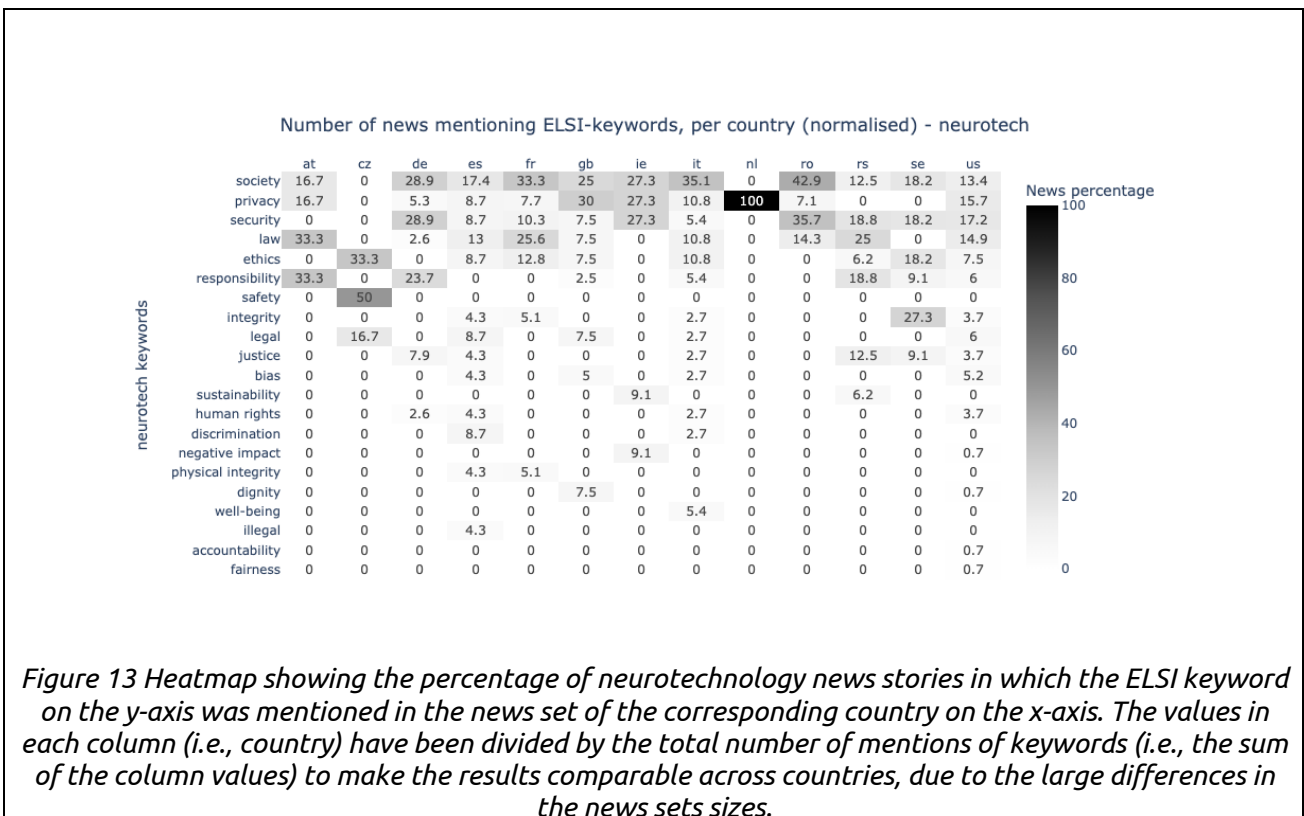 Number of news mentioning ELSI-keywords, per country (normalised) - neurotech
at cz de es fr gb ie it nl ro rs se us
society 16.7 0 28.9 17.4 33.3 25 27.3 35.1 0 42.9 12.5 18.2 13.4
privacy 16.7 0 5.3 8.7 7.7 30 27.3 10.8 100 7.1 0 0 15.7
security 0 0 28.9 8.7 10.3 7.5 27.3 5.4 0 35.7 18.8 18.2 17.2
law 33.3 0 2.6 13 25.6 7.5 0 10.8 0 14.3 25 0 14.9
ethics 0 33.3 0 8.7 12.8 7.5 0 10.8 0 0 6.2 18.2 7.5
responsibility 33.3 0 23.7 0 0 2.5 0 5.4 0 0 18.8 9.1 6
safety 0 50 0 0 0 0 0 0 0 0 0 0 0
integrity 0 0 0 4.3 5.1 0 0 2.7 0 0 0 27.3 3.7
legal 0 16.7 0 8.7 0 7.5 0 2.7 0 0 0 0 6
justice 0 0 7.9 4.3 0 0 0 2.7 0 0 12.5 9.1 3.7
bias 0 0 0 4.3 0 5 0 2.7 0 0 0 0 5.2
sustainability 0 0 0 0 0 0 9.1 0 0 0 6.2 0 0
human rights 0 0 2.6 4.3 0 0 0 2.7 0 0 0 0 3.7
discrimination 0 0 0 8.7 0 0 0 2.7 0 0 0 0 0
negative impact 0 0 0 0 0 0 9.1 0 0 0 0 0 0.7
physical integrity 0 0 0 4.3 5.1 0 0 0 0 0 0 0 0
dignity 0 0 0 0 0 7.5 0 0 0 0 0 0 0.7
well-being 0 0 0 0 0 0 0 5.4 0 0 0 0 0
illegal 0 0 0 4.3 0 0 0 0 0 0 0 0 0
accountability 0 0 0 0 0 0 0 0 0 0 0 0 0.7
fairness 0 0 0 0 0 0 0 0 0 0 0 0 0.7
neurotech keywords
News percentage
100
80
60
40
20
0
Figure 13 Heatmap showing the percentage of neurotechnology news stories in which the ELSI keyword
on the y-axis was mentioned in the news set of the corresponding country on the x-axis. The values in
each column (i.e., country) have been divided by the total number of mentions of keywords (i.e., the sum
of the column values) to make the results comparable across countries, due to the large differences in
the news sets sizes.